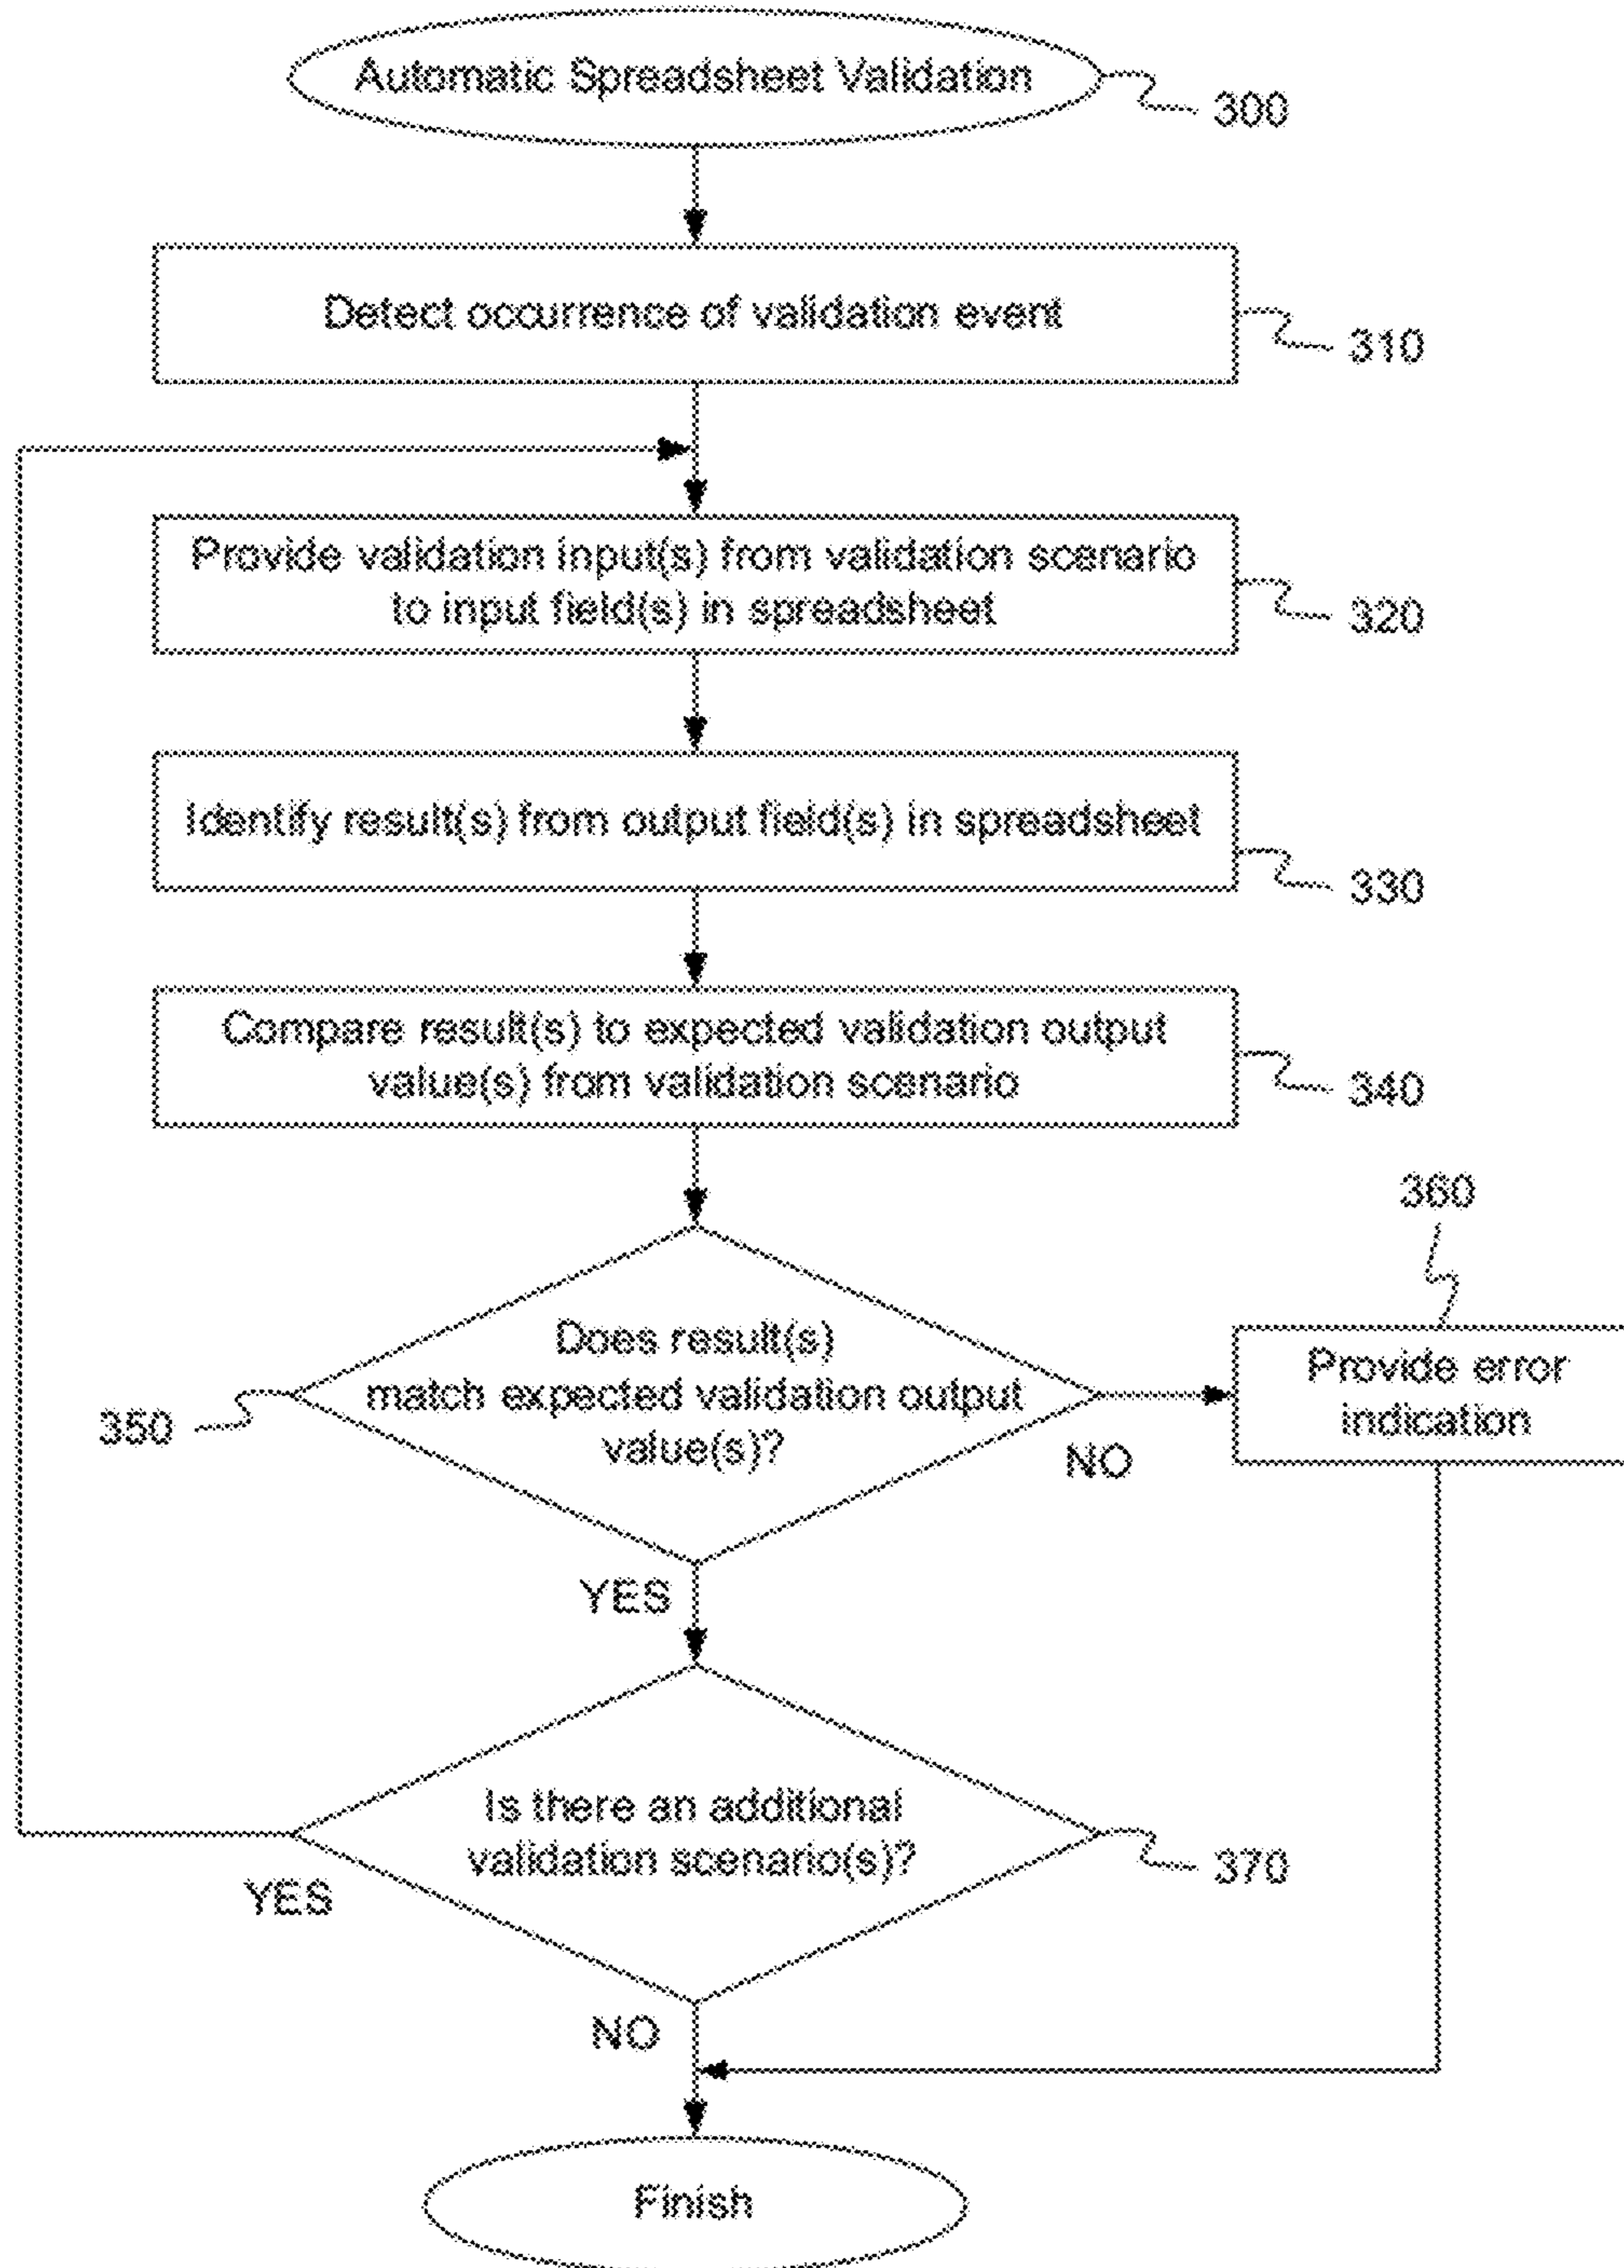 Automatic Spreadsheet Validation
300
Detect occurrence of validation event
310
Provide validation input(s) from validation scenario
to input field(s) in spreadsheet
320
Identify result(s) from output field(s) in spreadsheet
330
Compare result(s) to expected validation output
value(s) from validation scenario
340
360
Does result(s)
match expected validation output
value(s)?
350
NO
Provide error
indication
YES
Is there an additional
validation scenario(s)?
370
YES
NO
Finish